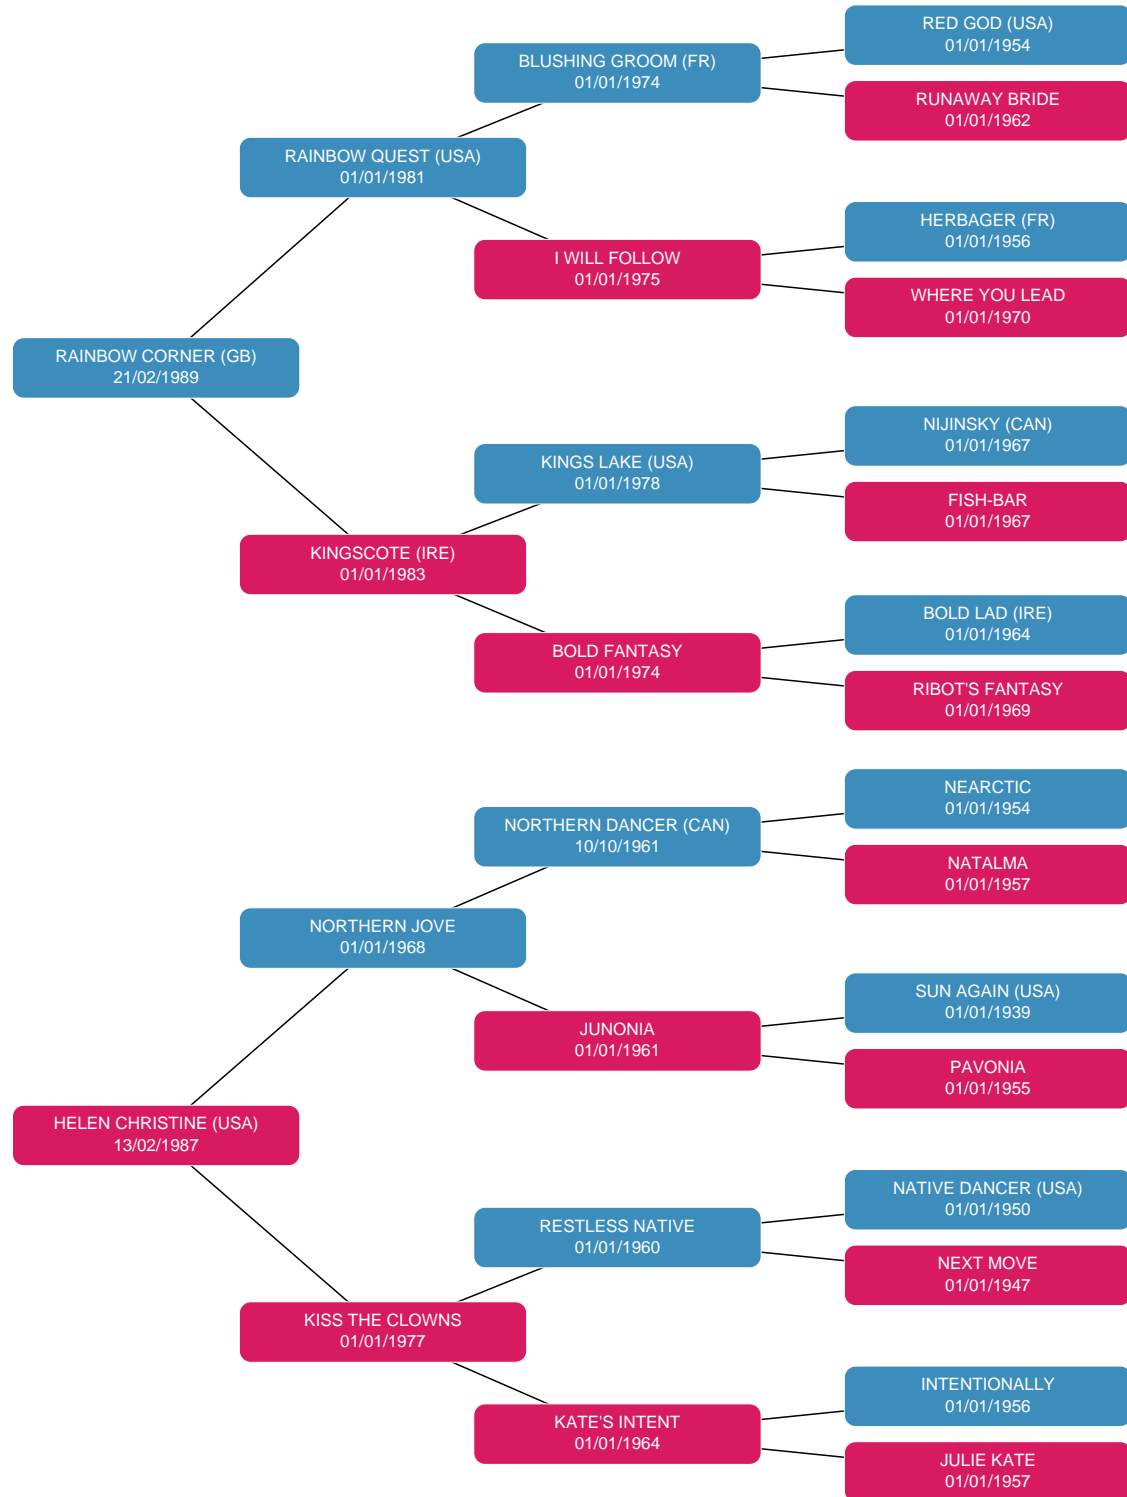 RED GOD (USA)
01/01/1954
BLUSHING GROOM (FR)
01/01/1974
RUNAWAY BRIDE
01/01/1962
RAINBOW QUEST (USA)
01/01/1981
HERBAGER (FR)
01/01/1956
I WILL FOLLOW
01/01/1975
WHERE YOU LEAD
01/01/1970
RAINBOW CORNER (GB)
21/02/1989
NIJINSKY (CAN)
01/01/1967
KINGS LAKE (USA)
01/01/1978
FISH-BAR
01/01/1967
KINGSCOTE (IRE)
01/01/1983
BOLD LAD (IRE)
01/01/1964
BOLD FANTASY
01/01/1974
RIBOT'S FANTASY
01/01/1969
NEARCTIC
01/01/1954
NORTHERN DANCER (CAN)
10/10/1961
NATALMA
01/01/1957
NORTHERN JOVE
01/01/1968
SUN AGAIN (USA)
01/01/1939
JUNONIA
01/01/1961
PAVONIA
01/01/1955
HELEN CHRISTINE (USA)
13/02/1987
NATIVE DANCER (USA)
01/01/1950
RESTLESS NATIVE
01/01/1960
NEXT MOVE
01/01/1947
KISS THE CLOWNS
01/01/1977
INTENTIONALLY
01/01/1956
KATE'S INTENT
01/01/1964
JULIE KATE
01/01/1957